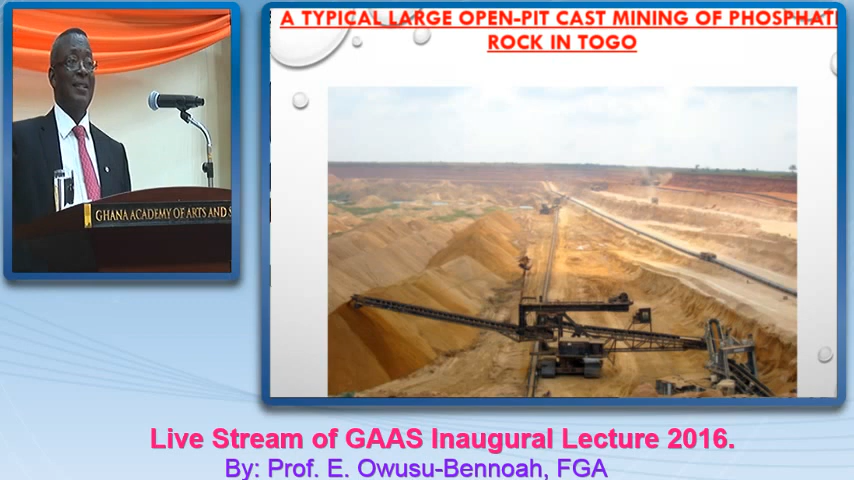 A TYPICAL LARGE OPEN-PIT CAST MINING OF PHOSPHAT
ROCK IN TOGO
GHANA ACADEMY OF ARTS AND S
Live Stream of GAAS Inaugural Lecture 2016.
By: Prof. E. Owusu-Bennoah, FGA